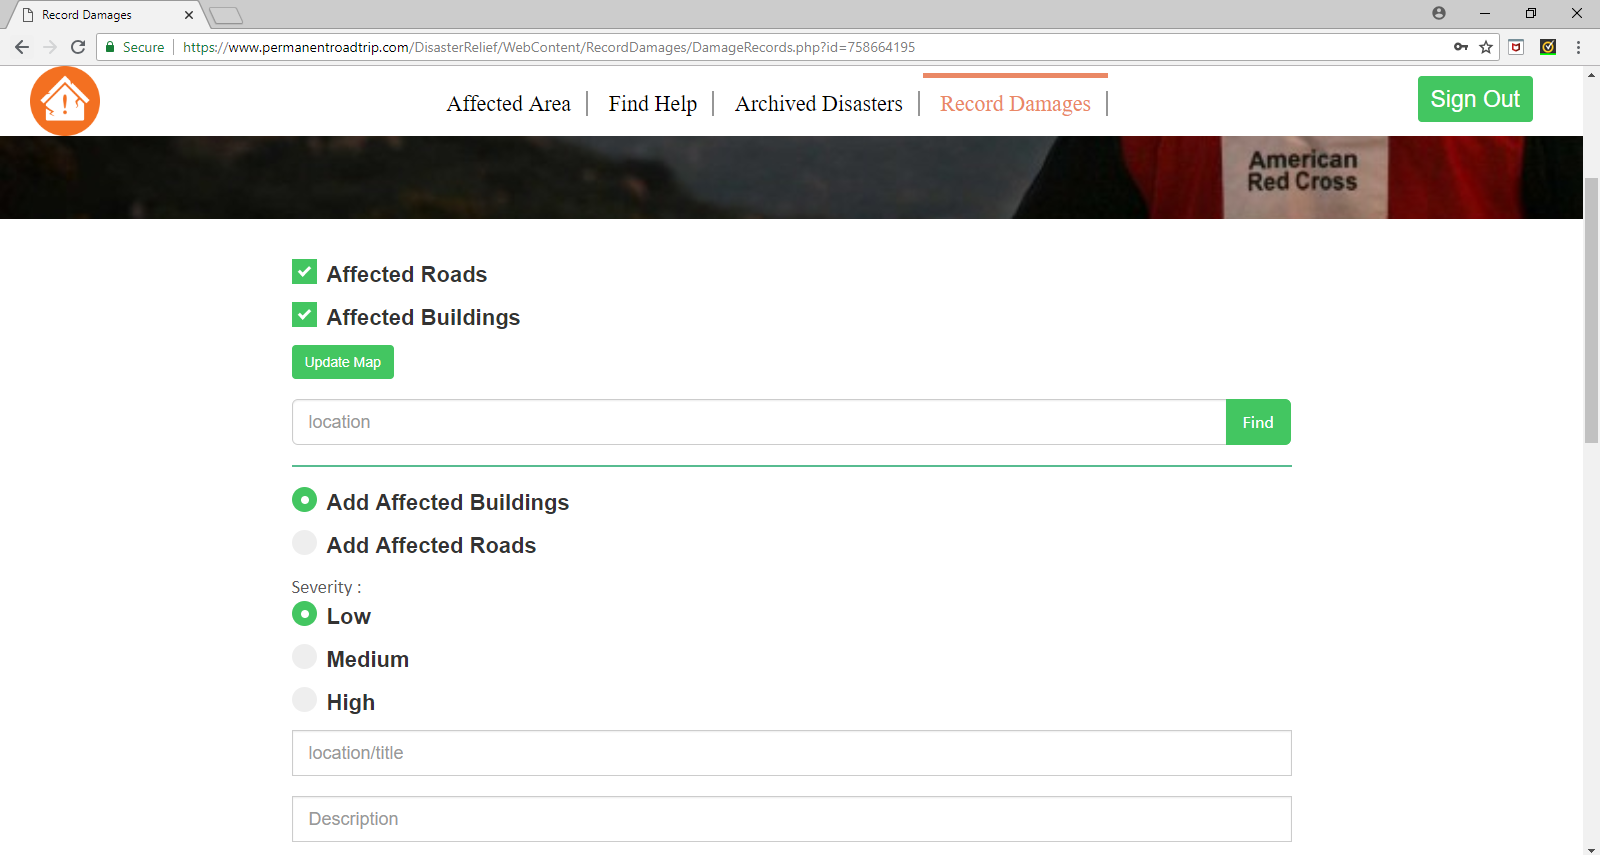 Record Damages
Secure
https://www.permanentroadtrip.com/DisasterRelief/WebContent/RecordDamages/DamageRecords.php?id=758664195
Affected Area
Find Help
Archived Disasters
Record Damages
Sign Out
American
Red Cross
Affected Roads
Affected Buildings
Update Map
location
Find
Add Affected Buildings
Add Affected Roads
Severity :
Low
Medium
High
location/title
Description